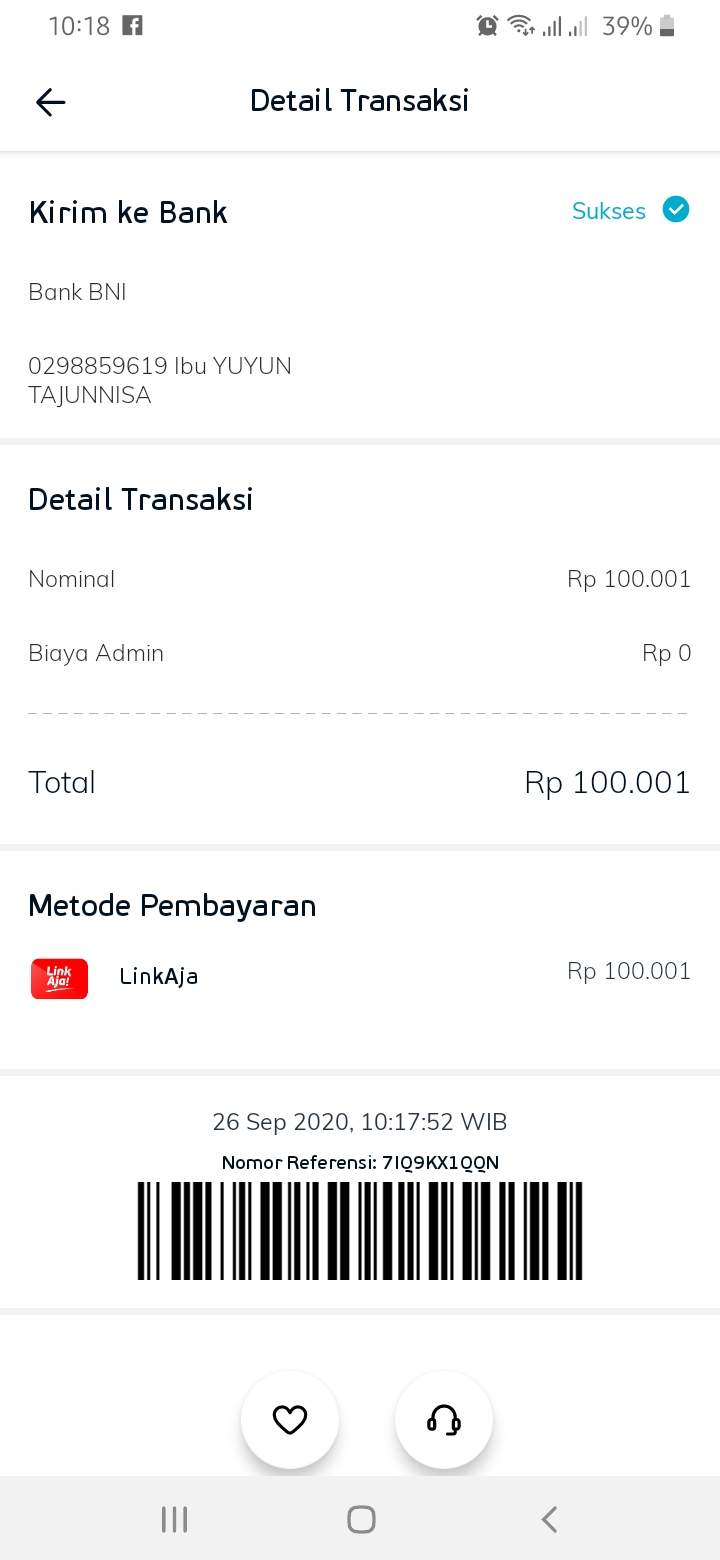 10:18 39%
Detail Transaksi
Kirim ke Bank Sukses
Bank BNI
0298859619 Ibu YUYUN
TAJUNNISA
Detail Transaksi
Nominal Rp 100.001
Biaya Admin Rp 0
Total Rp 100.001
Metode Pembayaran
Link
Aja!
LinkAja Rp 100.001
26 Sep 2020, 10:17:52 WIB
Nomor Referensi: 7IQ9KX1QQN